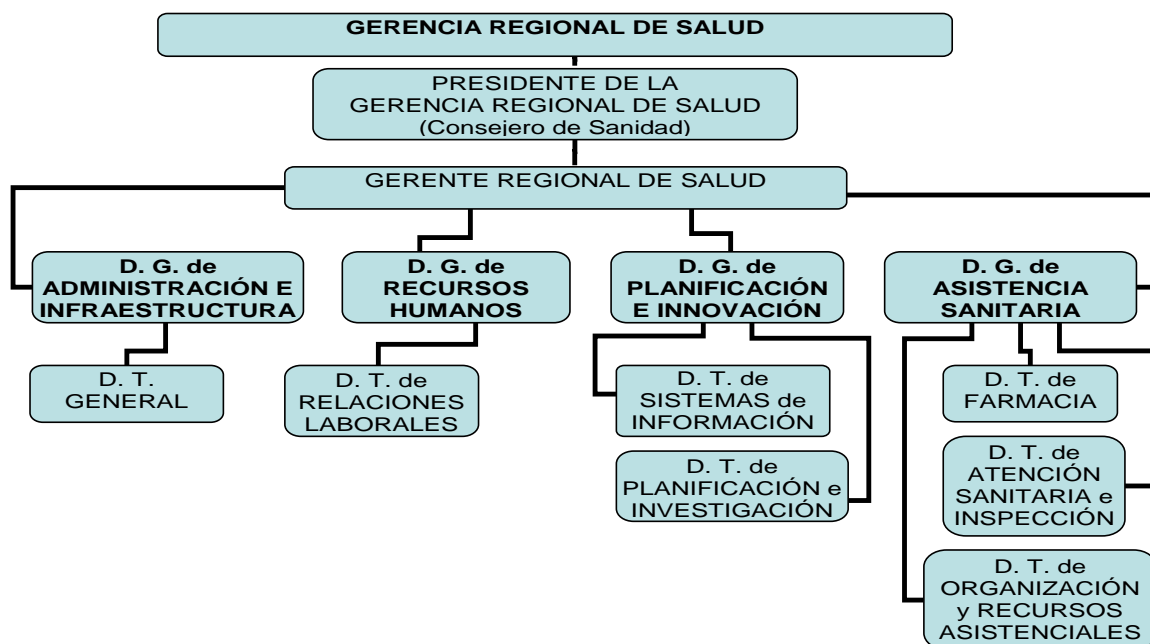 GERENCIA REGIONAL DE SALUD
PRESIDENTE DE LA
GERENCIA REGIONAL DE SALUD
(Consejero de Sanidad)
GERENTE REGIONAL DE SALUD
D. G. de
ADMINISTRACIÓN E
INFRAESTRUCTURA
D. G. de
RECURSOS
HUMANOS
D. G. de
PLANIFICACIÓN
E INNOVACIÓN
D. G. de
ASISTENCIA
SANITARIA
D. T.
GENERAL
D. T. de
RELACIONES
LABORALES
D. T. de
SISTEMAS de
INFORMACIÓN
D. T. de
FARMACIA
D. T. de
PLANIFICACIÓN e
INVESTIGACIÓN
D. T. de
ATENCIÓN
SANITARIA e
INSPECCIÓN
D. T. de
ORGANIZACIÓN
y RECURSOS
ASISTENCIALES